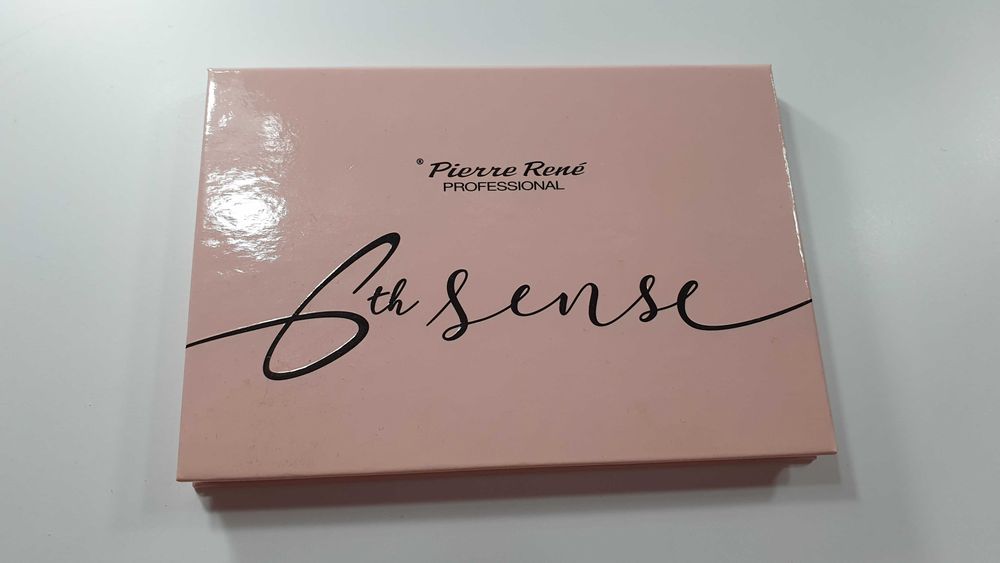 ® Pierre René
PROFESSIONAL
6th sense